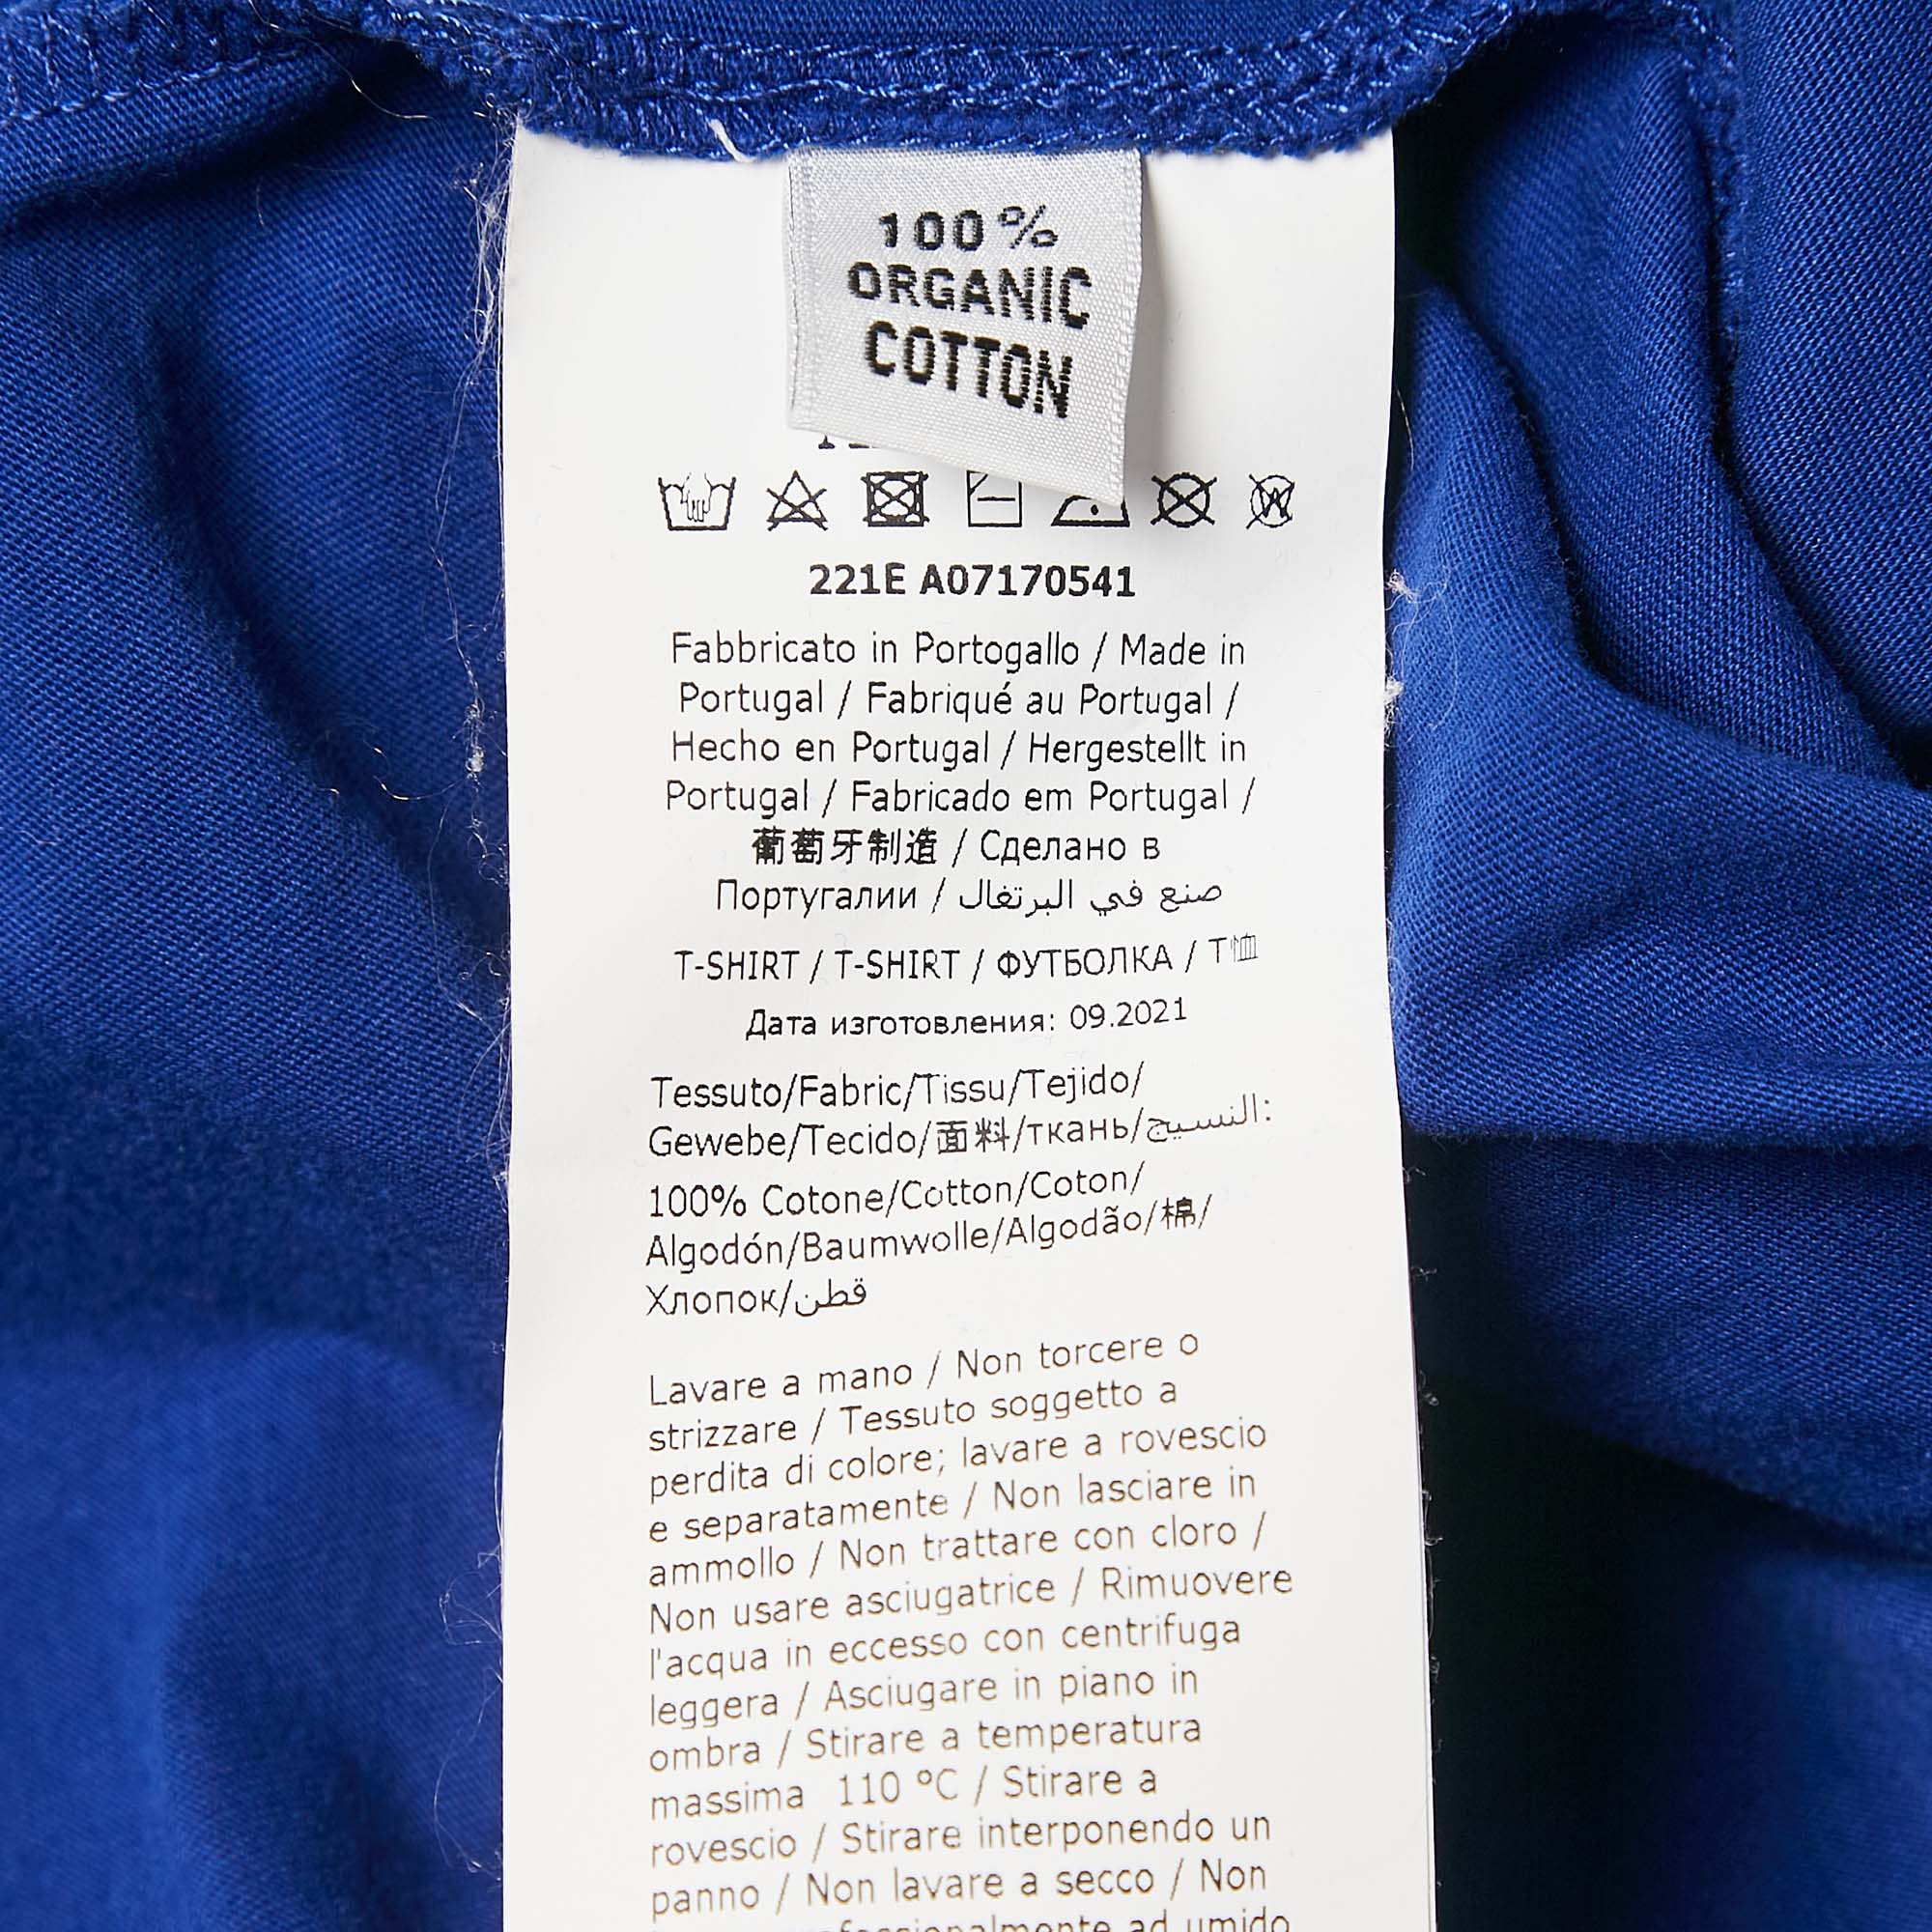 100%
ORGANIC
COTTON
W
221E A07170541
Fabbricato in Portogallo / Made in
Portugal / Fabriqué au Portugal /
Hecho en Portugal / Hergestellt in
Portugal / Fabricado em Portugal /
葡萄牙制造 / Сделано в
Португалии / صنع في البرتغال
T-SHIRT / T-SHIRT / ФУТБОЛКА / T恤
Дата изготовления: 09.2021
Tessuto/Fabric/Tissu/Tejido/
Gewebe/Tecido/面料/ткань/النسيج:
100% Cotone/Cotton/Coton/
Algodón/Baumwolle/Algodão/棉/
Хлопок/قطن
Lavare a mano / Non torcere o
strizzare / Tessuto soggetto a
perdita di colore; lavare a rovescio
e separatamente / Non lasciare in
ammollo / Non trattare con cloro /
Non usare asciugatrice / Rimuovere
l'acqua in eccesso con centrifuga
leggera / Asciugare in piano in
ombra / Stirare a temperatura
massima 110 °C / Stirare a
rovescio / Stirare interponendo un
panno / Non lavare a secco / Non
professionalmente ad umido